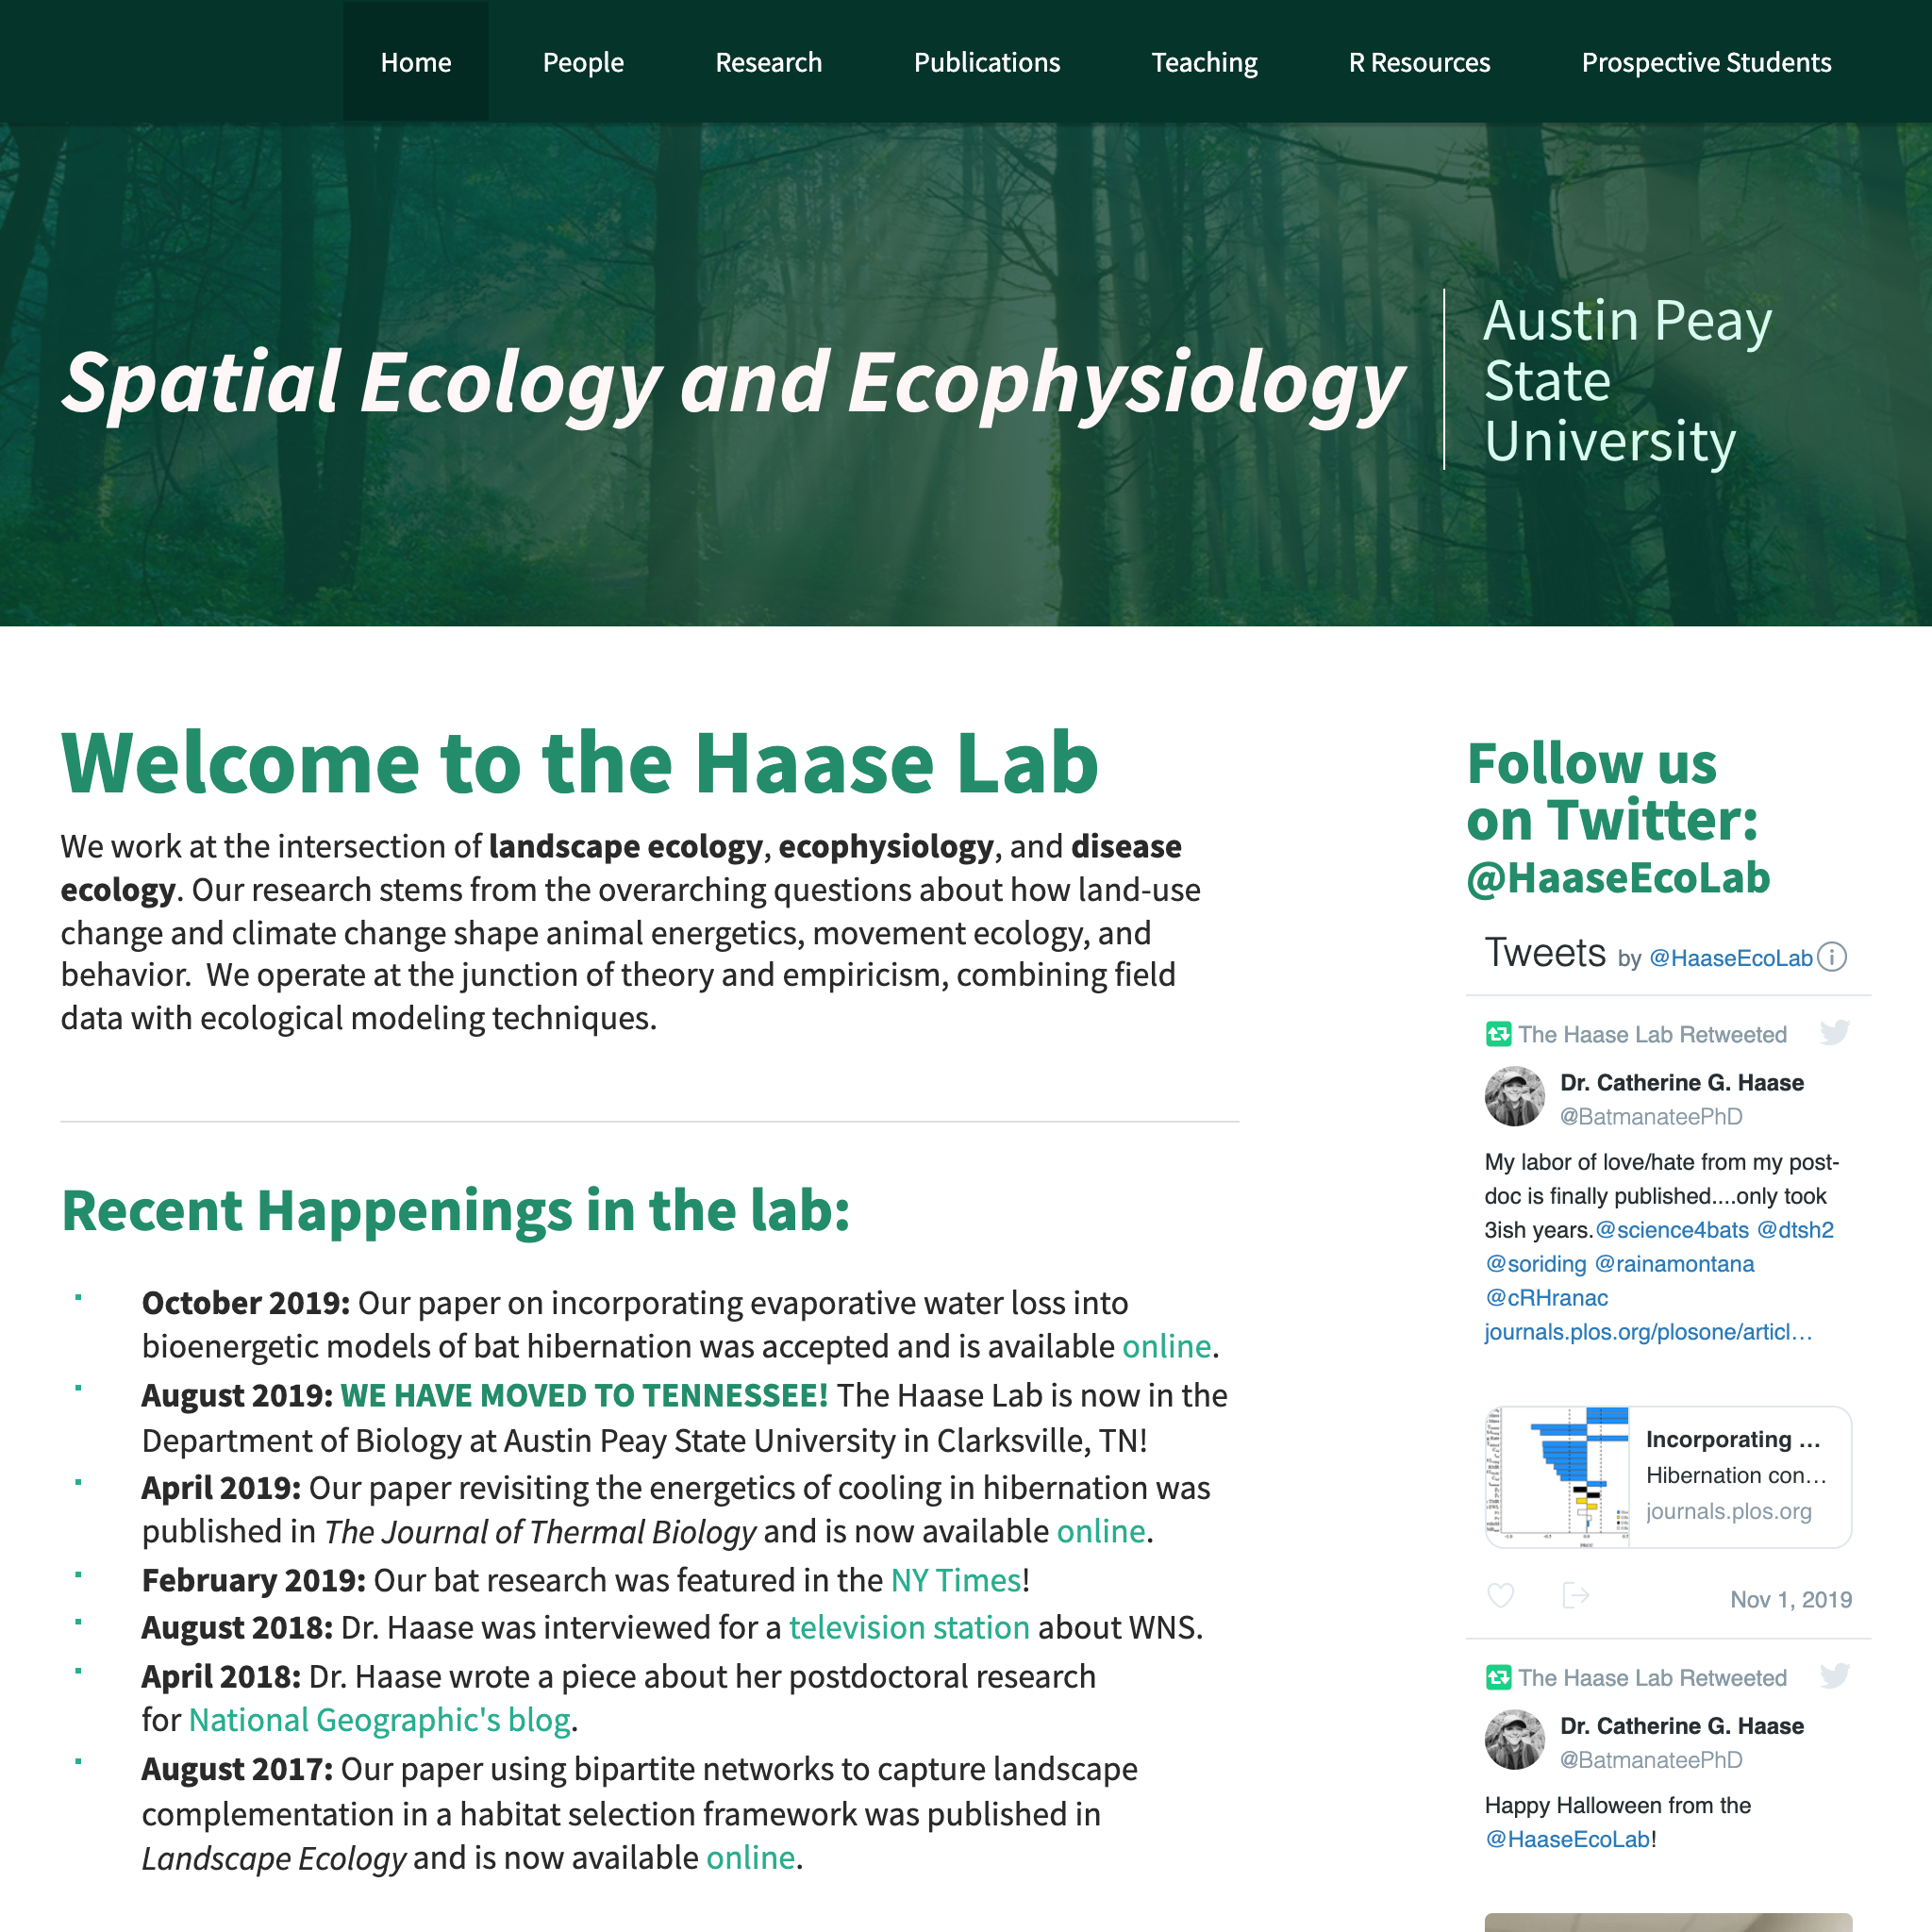 Home People Research Publications Teaching R Resources Prospective Students
Spatial Ecology and Ecophysiology
Austin Peay
State
University
Welcome to the Haase Lab
We work at the intersection of landscape ecology, ecophysiology, and disease
ecology. Our research stems from the overarching questions about how land-use
change and climate change shape animal energetics, movement ecology, and
behavior.  We operate at the junction of theory and empiricism, combining field
data with ecological modeling techniques.
Recent Happenings in the lab:
October 2019: Our paper on incorporating evaporative water loss into
bioenergetic models of bat hibernation was accepted and is available online.
August 2019: WE HAVE MOVED TO TENNESSEE! The Haase Lab is now in the
Department of Biology at Austin Peay State University in Clarksville, TN!
April 2019: Our paper revisiting the energetics of cooling in hibernation was
published in The Journal of Thermal Biology and is now available online.
February 2019: Our bat research was featured in the NY Times!
August 2018: Dr. Haase was interviewed for a television station about WNS.
April 2018: Dr. Haase wrote a piece about her postdoctoral research
for National Geographic's blog.
August 2017: Our paper using bipartite networks to capture landscape
complementation in a habitat selection framework was published in
Landscape Ecology and is now available online.
Follow us
on Twitter:
@HaaseEcoLab
Tweets by @HaaseEcoLab
The Haase Lab Retweeted
Dr. Catherine G. Haase
@BatmanateePhD
My labor of love/hate from my post-
doc is finally published....only took
3ish years.@science4bats @dtsh2
@soriding @rainamontana
@cRHranac
journals.plos.org/plosone/articl…
Incorporating …
Hibernation con…
journals.plos.org
Nov 1, 2019
The Haase Lab Retweeted
Dr. Catherine G. Haase
@BatmanateePhD
Happy Halloween from the
@HaaseEcoLab!